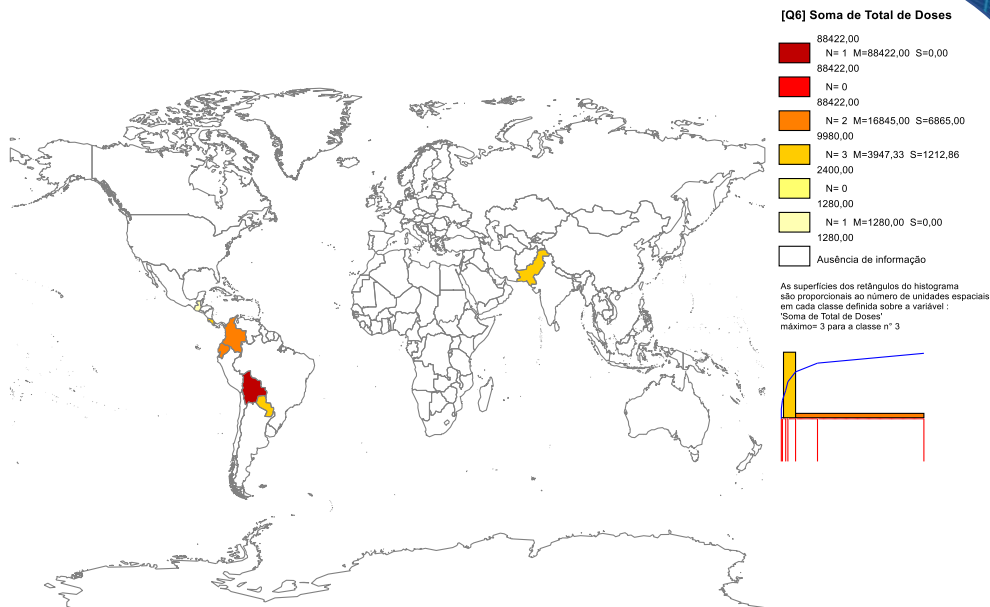 [Q6] Soma de Total de Doses
88422,00
N= 1 M=88422,00 S=0,00
88422,00
N= 0
88422,00
N= 2 M=16845,00 S=6865,00
9980,00
N= 3 M=3947,33 S=1212,86
2400,00
N= 0
1280,00
N= 1 M=1280,00 S=0,00
1280,00
Ausência de informação
As superfícies dos retângulos do histograma
são proporcionais ao número de unidades espaciais
em cada classe definida sobre a variável :
'Soma de Total de Doses'
máximo= 3 para a classe n° 3